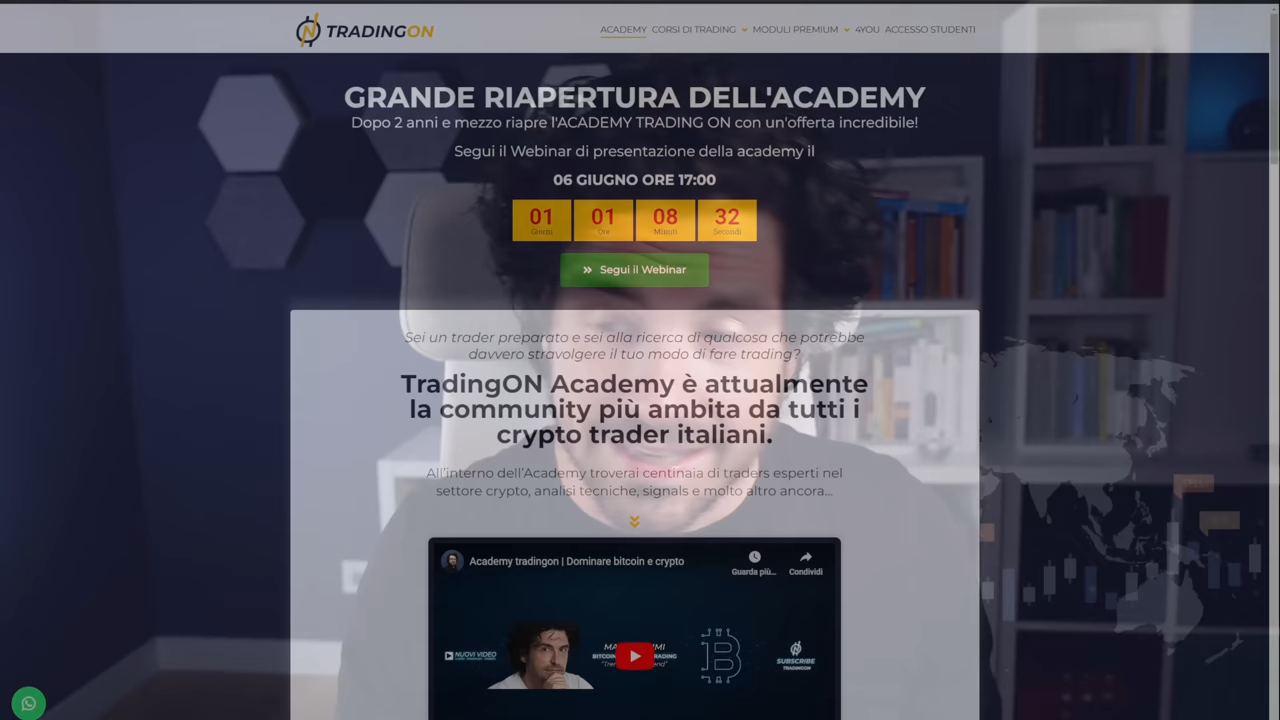 TRADINGON
ACADEMY CORSI DI TRADING MODULI PREMIUM 4YOU ACCESSO STUDENTI
GRANDE RIAPERTURA DELL'ACADEMY
Dopo 2 anni e mezzo riapre l'ACADEMY TRADING ON con un'offerta incredibile!
Segui il Webinar di presentazione della academy il
06 GIUGNO ORE 17:00
01 01 08 32
Giorni Ore Minuti Secondi
Segui il Webinar
Sei un trader preparato e sei alla ricerca di qualcosa che potrebbe
davvero stravolgere il tuo modo di fare trading?
TradingON Academy è attualmente
la community più ambita da tutti i
crypto trader italiani.
All'interno dell'Academy troverai centinaia di traders esperti nel
settore crypto, analisi tecniche, signals e molto altro ancora...
Academy tradingon | Dominare bitcoin e crypto
Guarda più... Condividi
NUOVI VIDEO
SUBSCRIBE
TRADINGON